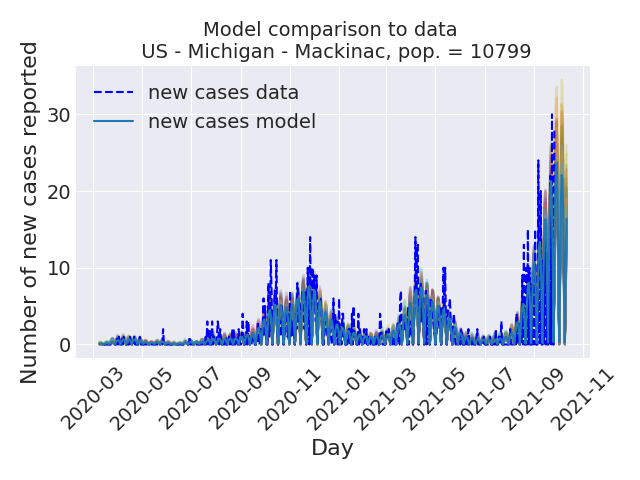 Model comparison to data
US - Michigan - Mackinac, pop. = 10799
Number of new cases reported
new cases data
new cases model
30
20
10
0
2020-03
2020-05
2020-07
2020-09
2020-11
2021-01
2021-03
2021-05
2021-07
2021-09
2021-11
Day